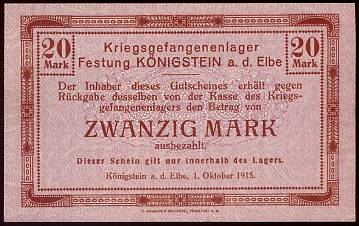 20 Mark
20 Mark
Kriegsgefangenenlager
Festung KÖNIGSTEIN a. d. Elbe
Der Inhaber dieses Gutscheines erhält gegen
Rückgabe desselben von der Kasse des Kriegs-
gefangenenlagers den Betrag von
ZWANZIG MARK
ausbezahlt.
Dieser Schein gilt nur innerhalb des Lagers.
Königstein a. d. Elbe, 1. Oktober 1915.